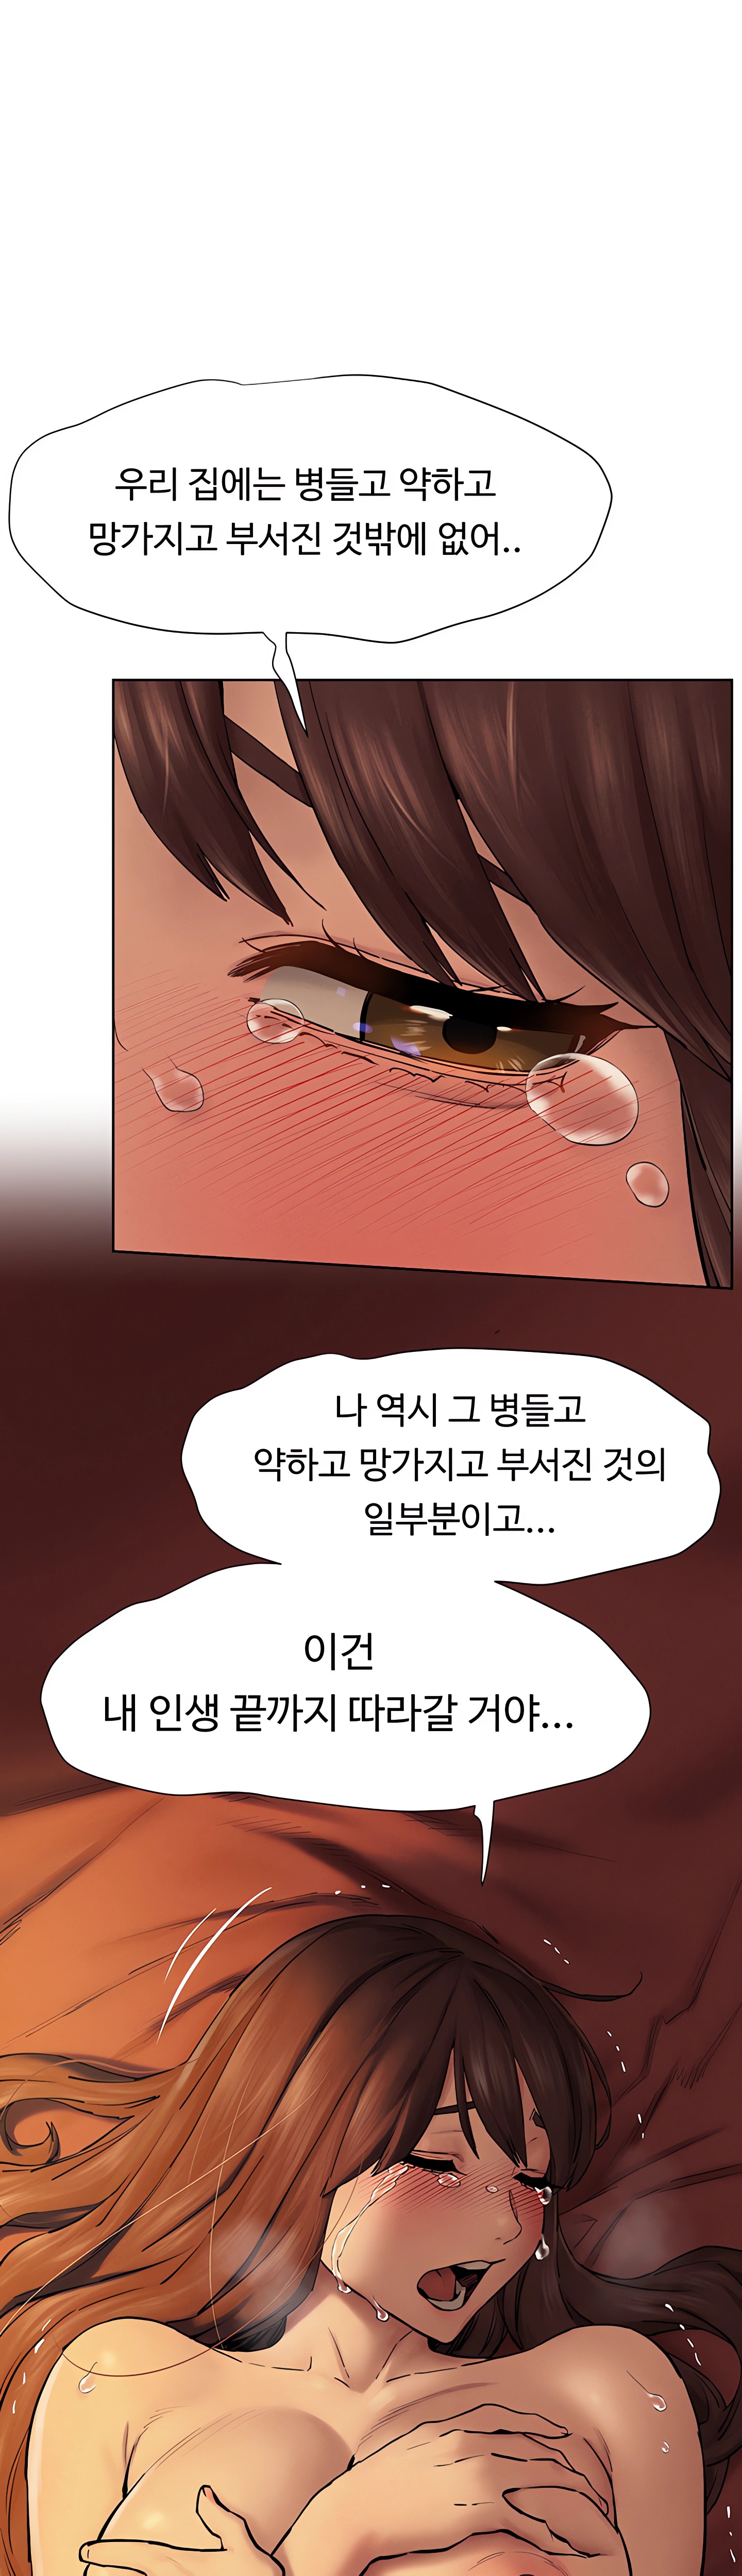 우리 집에는 병들고 약하고
망가지고 부서진 것밖에 없어..
나 역시 그 병들고
약하고 망가지고 부서진 것의
일부분이고...
이건
내 인생 끝까지 따라갈 거야...